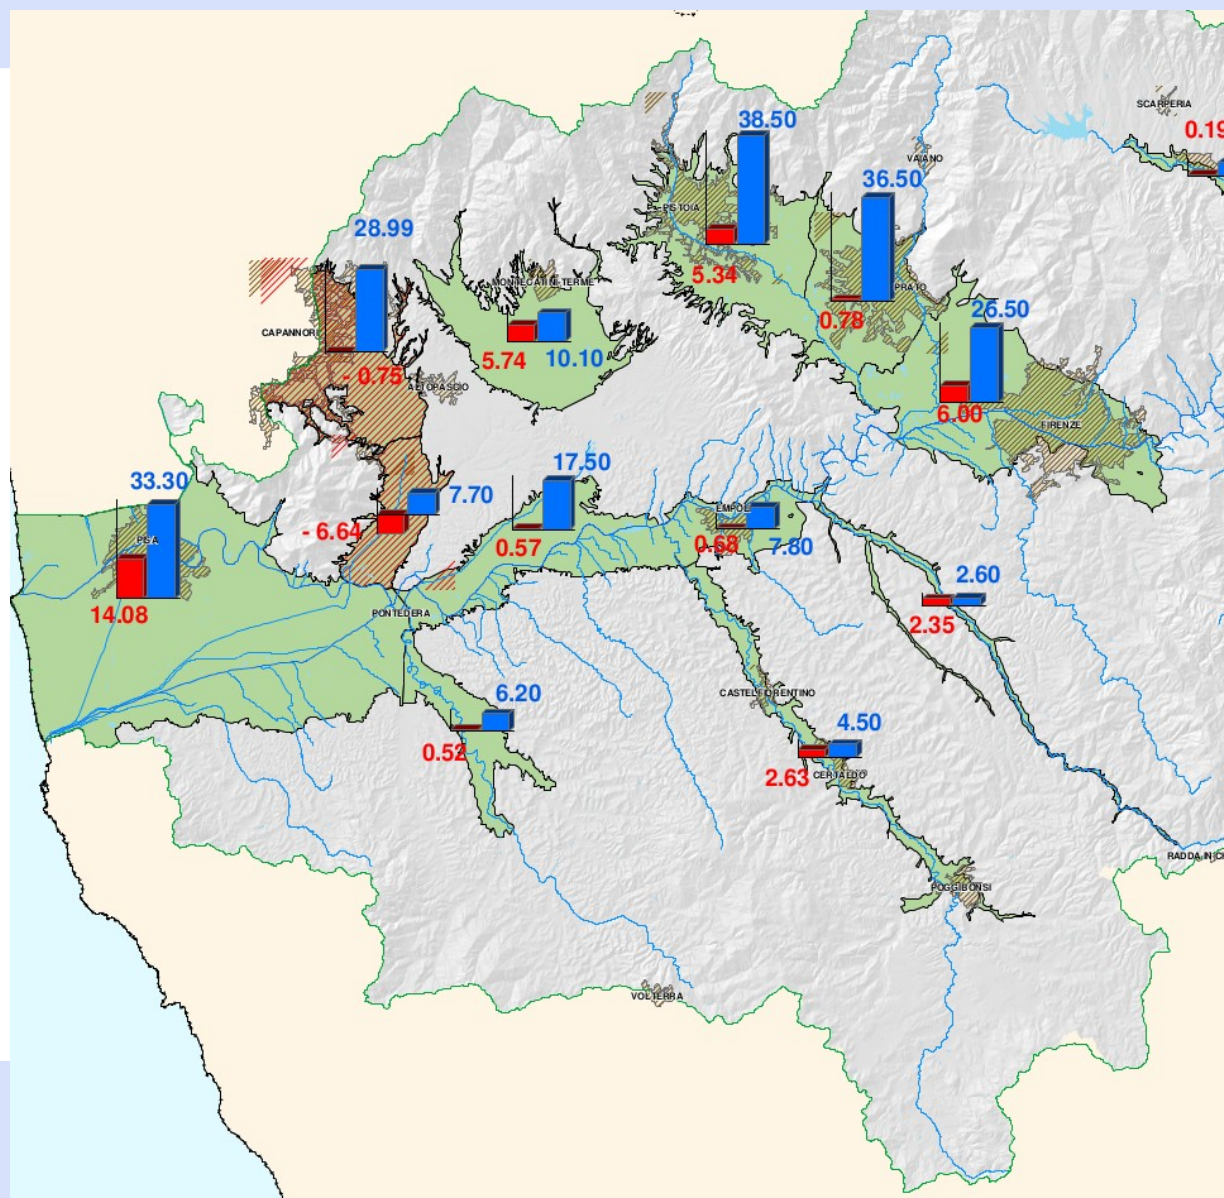 SCARPERIA
38.50
0.19
VAIANO
36.50
PISTOIA
28.99
5.34
MONTECATINI-TERME
PRATO
26.50
0.78
CAPANNORI
5.74
10.10
- 0.75
ALTOPASCIO
6.00
FIRENZE
33.30
17.50
7.70
EMPOLI
- 6.64
PISA
0.57
0.68
7.80
2.60
14.08
PONTEDERA
2.35
6.20
CASTELFIORENTINO
4.50
0.52
2.63
CERTALDO
RADDA IN CH
POGGIBONSI
VOLTERRA